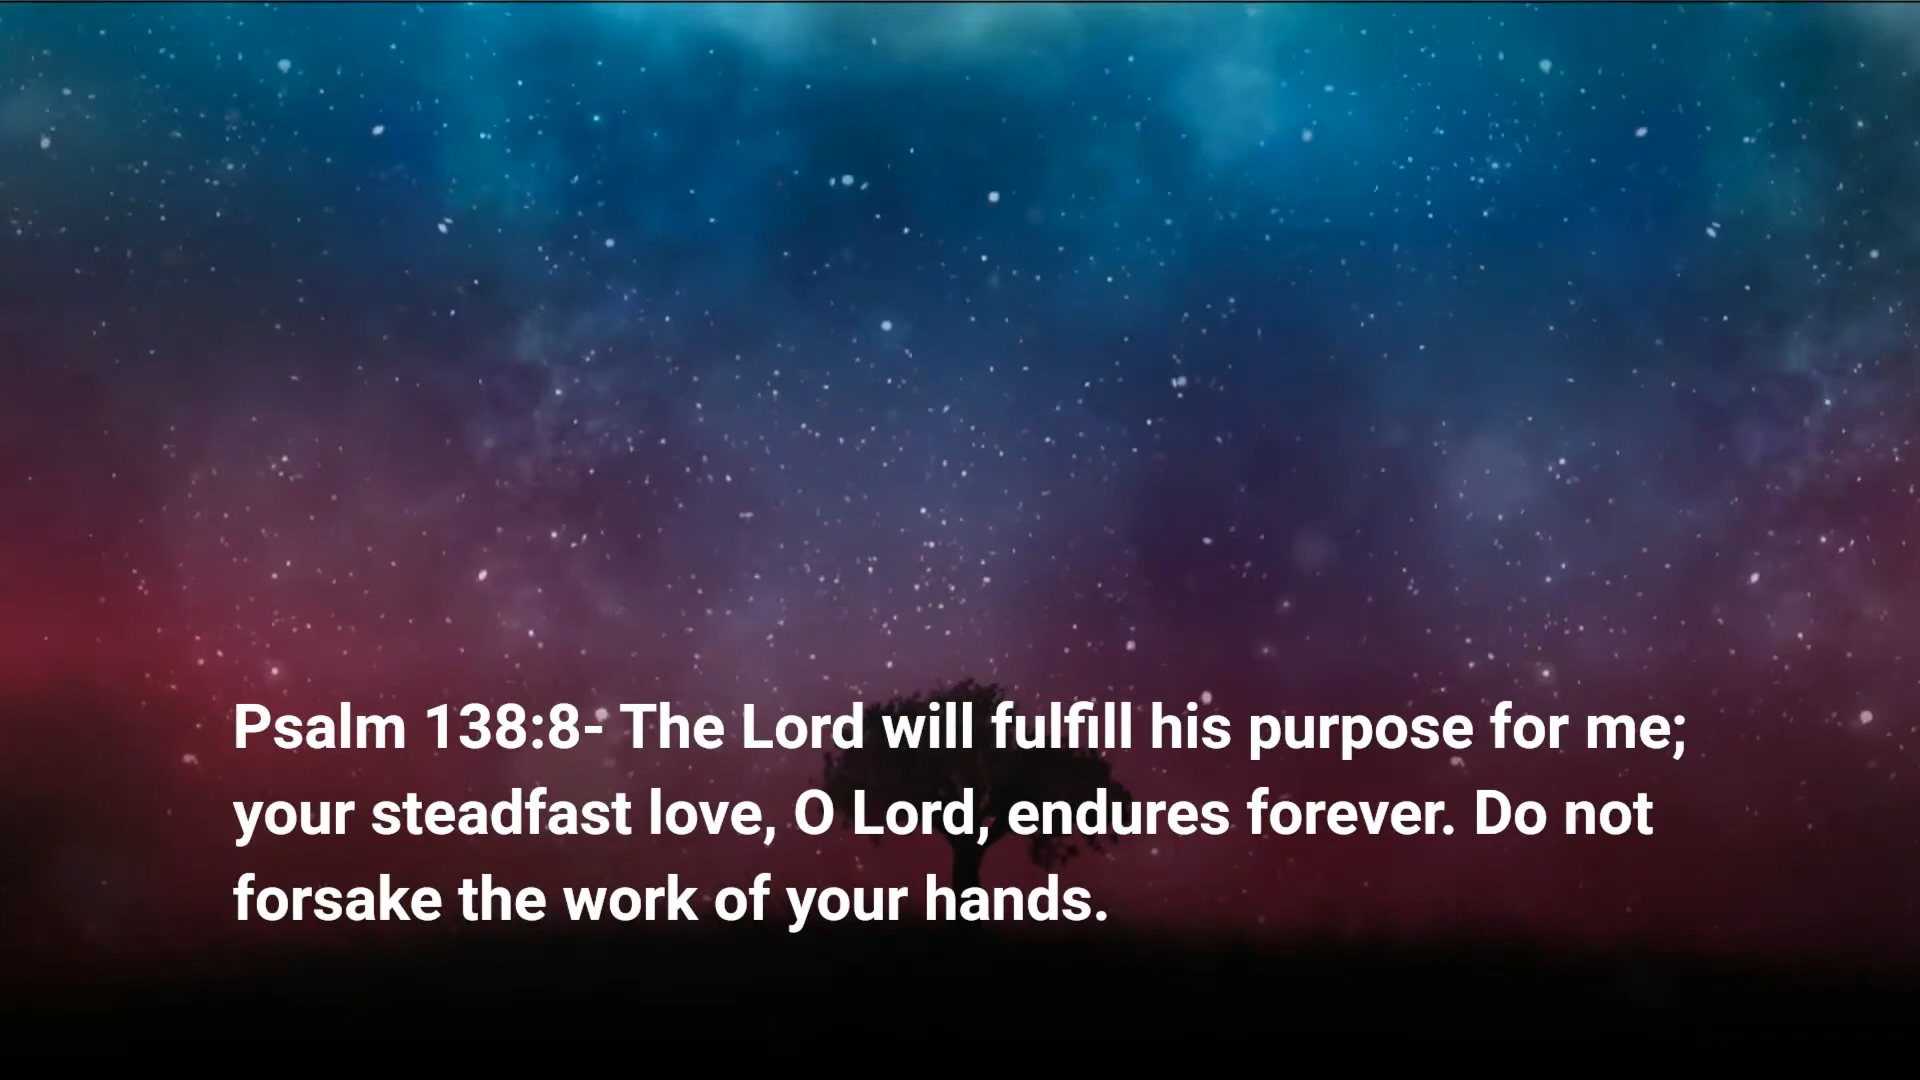 Psalm 138:8- The Lord will fulfill his purpose for me;
your steadfast love, O Lord, endures forever. Do not
forsake the work of your hands.